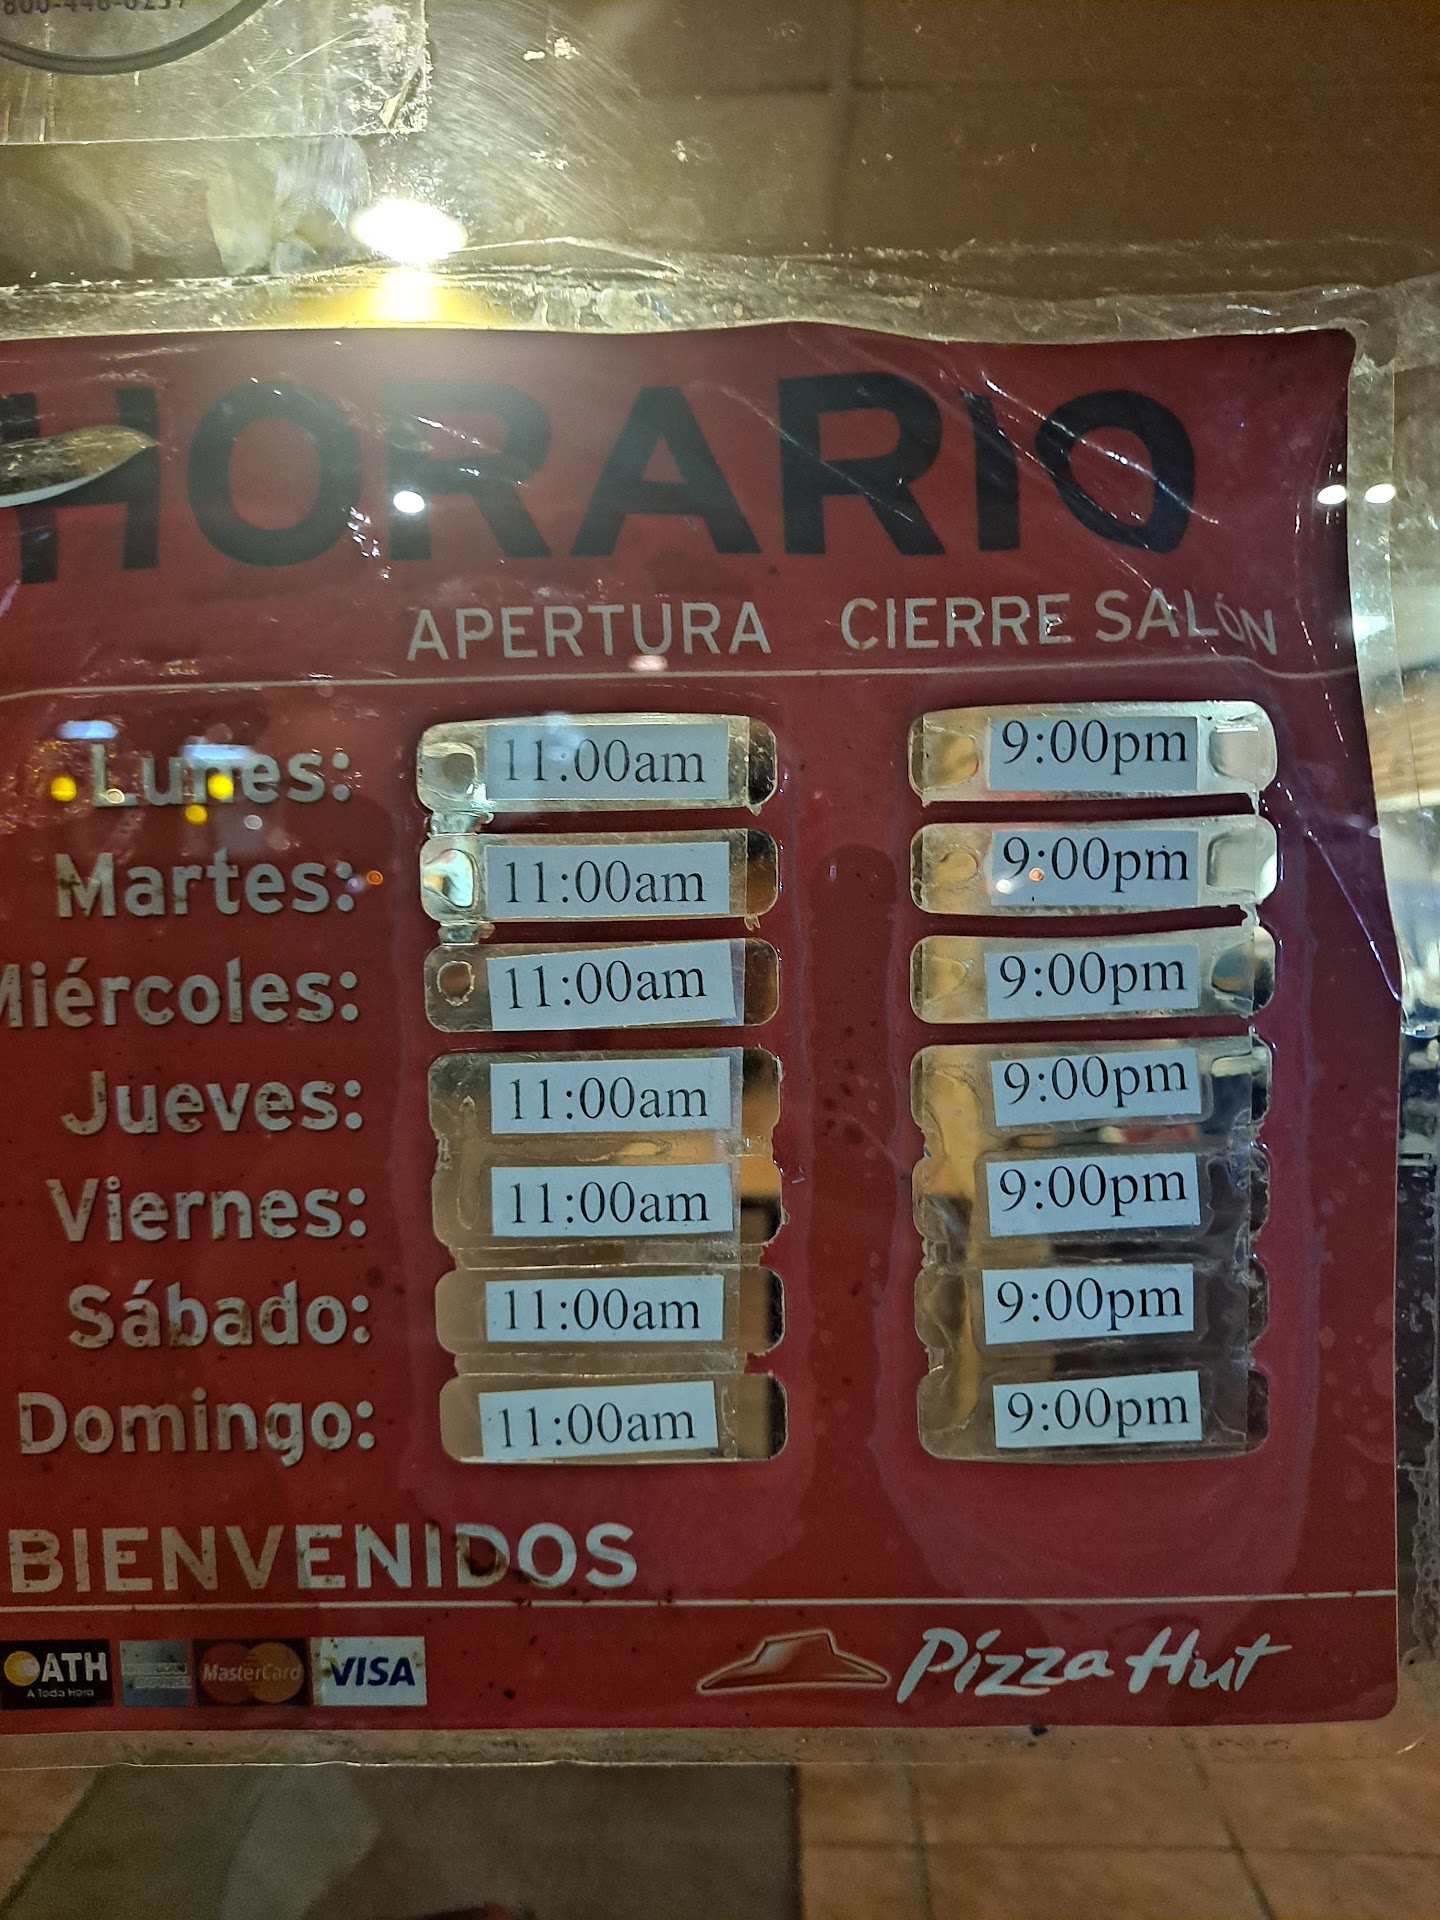 HORARIO
APERTURA CIERRE SALÓN
Lunes: 11:00am 9:00pm
Martes: 11:00am 9:00pm
Miércoles: 11:00am 9:00pm
Jueves: 11:00am 9:00pm
Viernes: 11:00am 9:00pm
Sábado: 11:00am 9:00pm
Domingo: 11:00am 9:00pm
BIENVENIDOS
ATH MasterCard VISA Pizza Hut
A Toda Hora